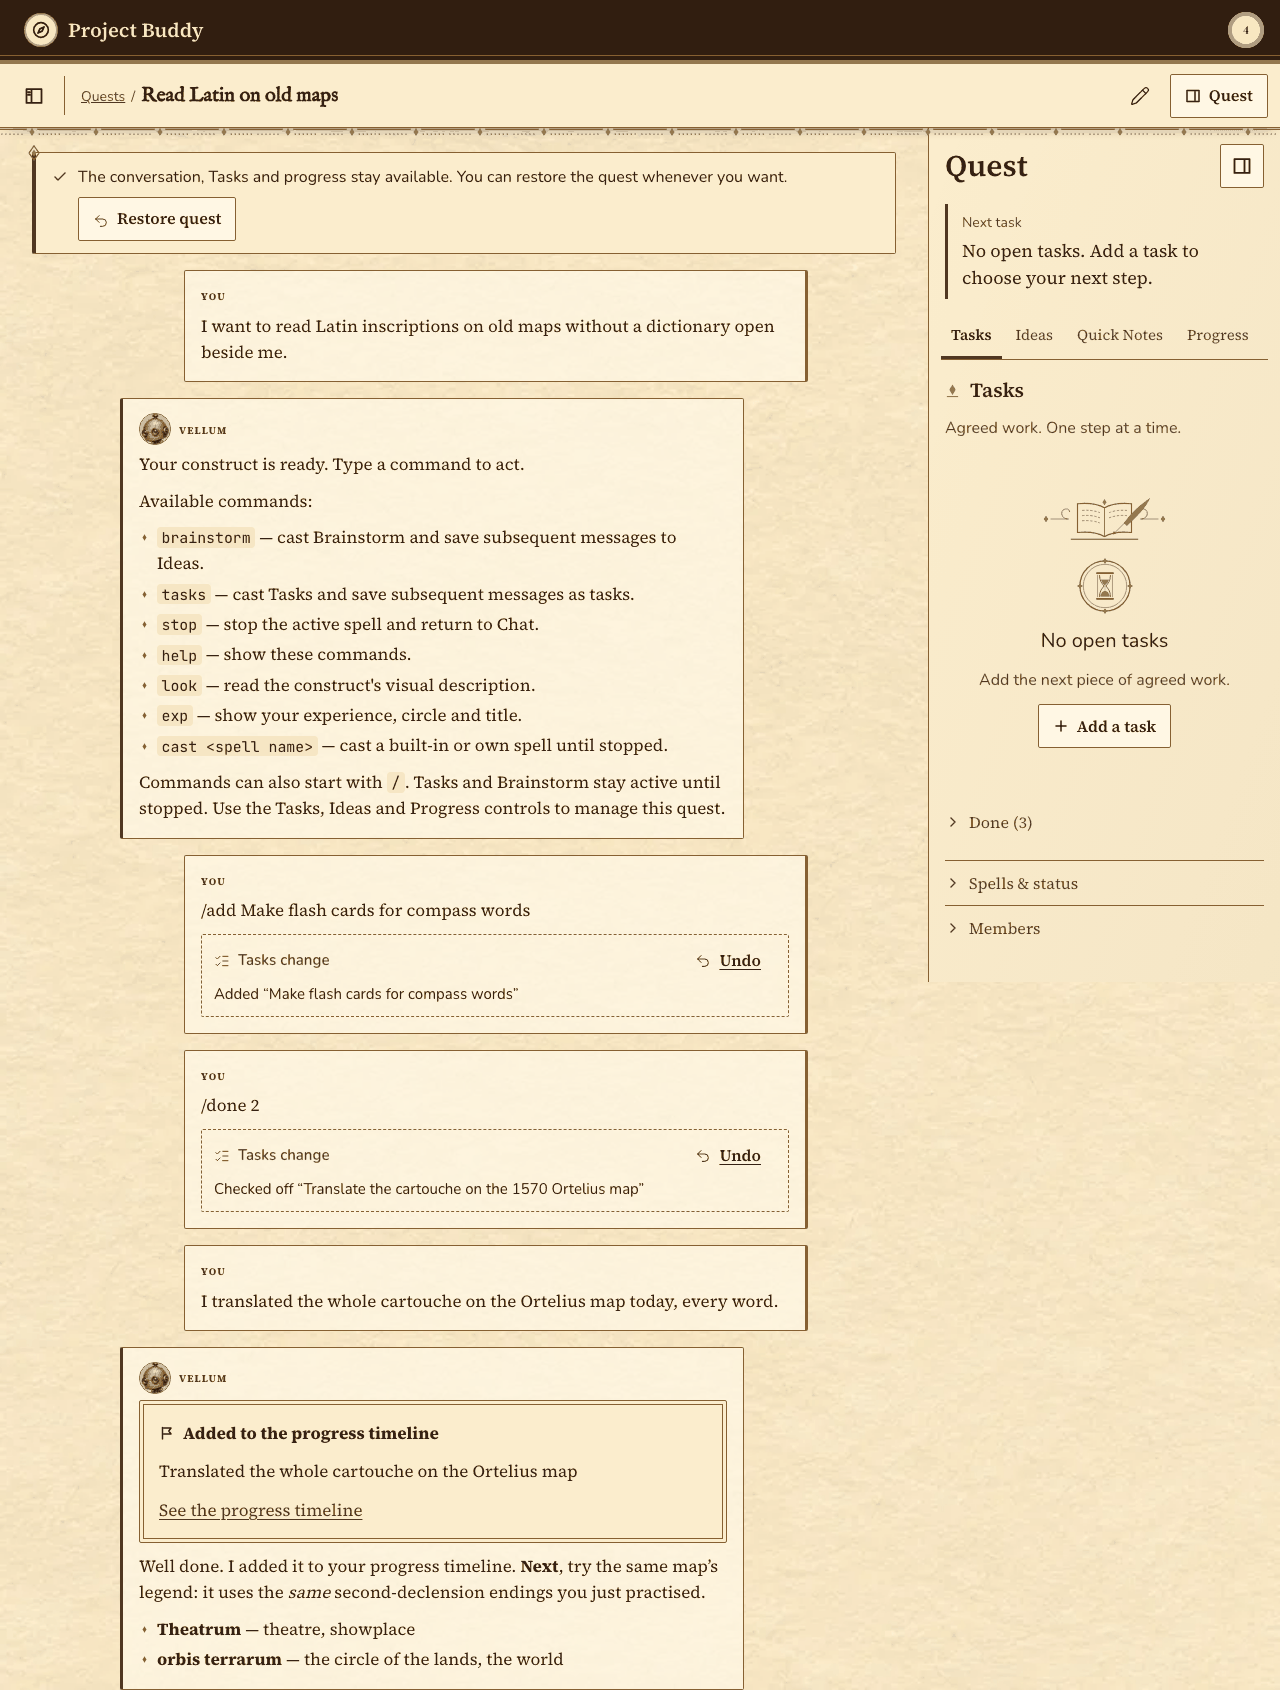 Project Buddy
4
Quests / Read Latin on old maps
Quest
The conversation, Tasks and progress stay available. You can restore the quest whenever you want.
Restore quest
YOU
I want to read Latin inscriptions on old maps without a dictionary open
beside me.
VELLUM
Your construct is ready. Type a command to act.
Available commands:
brainstorm — cast Brainstorm and save subsequent messages to
Ideas.
tasks — cast Tasks and save subsequent messages as tasks.
stop — stop the active spell and return to Chat.
help — show these commands.
look — read the construct's visual description.
exp — show your experience, circle and title.
cast <spell name> — cast a built-in or own spell until stopped.
Commands can also start with /. Tasks and Brainstorm stay active until
stopped. Use the Tasks, Ideas and Progress controls to manage this quest.
YOU
/add Make flash cards for compass words
Tasks change
Undo
Added “Make flash cards for compass words”
YOU
/done 2
Tasks change
Undo
Checked off “Translate the cartouche on the 1570 Ortelius map”
YOU
I translated the whole cartouche on the Ortelius map today, every word.
VELLUM
Added to the progress timeline
Translated the whole cartouche on the Ortelius map
See the progress timeline
Well done. I added it to your progress timeline. Next, try the same map’s
legend: it uses the same second-declension endings you just practised.
Theatrum — theatre, showplace
orbis terrarum — the circle of the lands, the world
Quest
Next task
No open tasks. Add a task to
choose your next step.
Tasks
Ideas
Quick Notes
Progress
Tasks
Agreed work. One step at a time.
No open tasks
Add the next piece of agreed work.
Add a task
Done (3)
Spells & status
Members